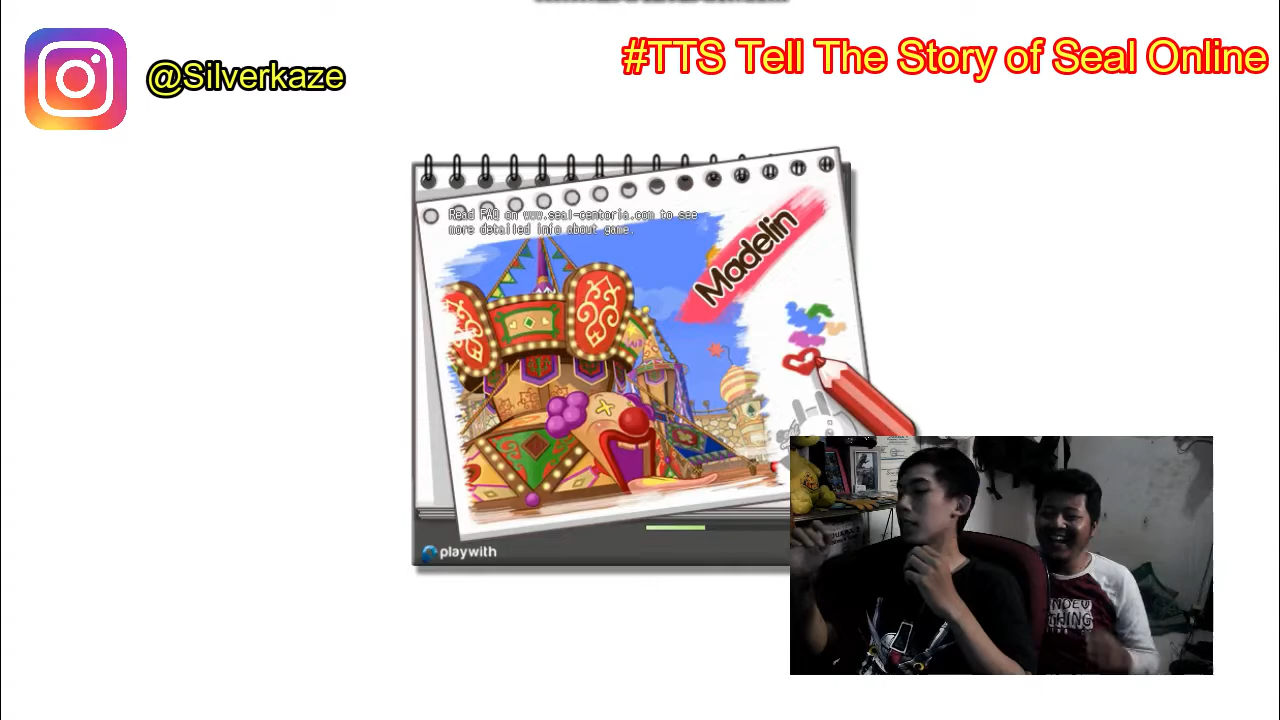 @Silverkaze
#TTS Tell The Story of Seal Online
Read FAQ on www.seal-centoria.com to see
more detailed info about game.
Madelin
playwith
THING